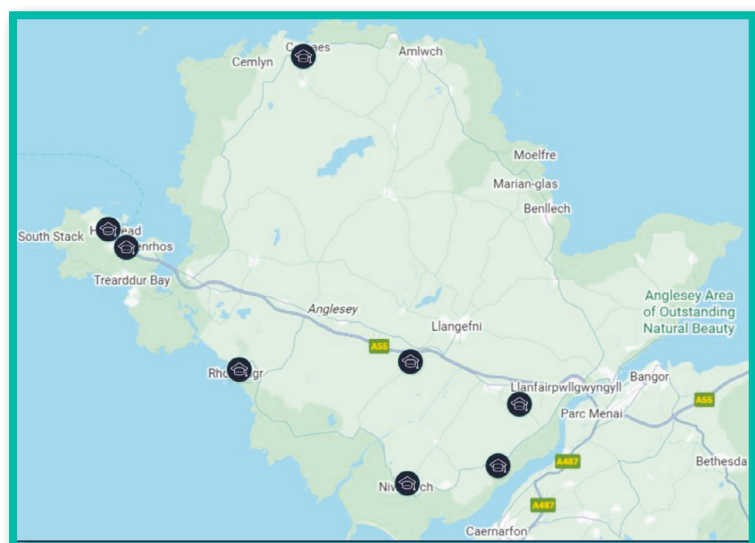 Cemlyn
Amlwch
Moelfre
Marian-glas
Benllech
South Stack
Trearddur Bay
Anglesey
Llangefni
Anglesey Area
of Outstanding
Natural Beauty
A55
Llanfairpwllgwyngyll
Bangor
A55
Parc Menai
A487
Bethesda
A487
Caernarfon